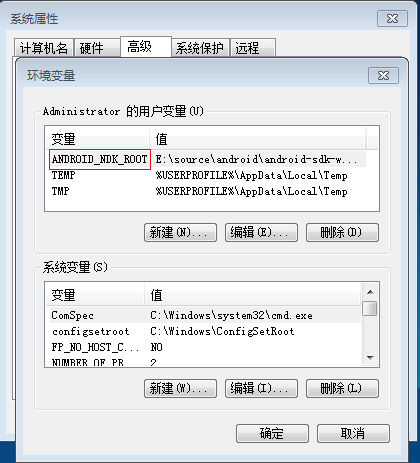 系统属性
计算机名 硬件 高级 系统保护 远程
环境变量
Administrator 的用户变量(U)
变量 值
ANDROID_NDK_ROOT E:\source\android\android-sdk-w...
TEMP %USERPROFILE%\AppData\Local\Temp
TMP %USERPROFILE%\AppData\Local\Temp
新建(N)... 编辑(E)... 删除(D)
系统变量(S)
变量 值
ComSpec C:\Windows\system32\cmd.exe
configsetroot C:\Windows\ConfigSetRoot
FP_NO_HOST_C... NO
NUMBER_OF_PR... 2
新建(W)... 编辑(I)... 删除(L)
确定 取消